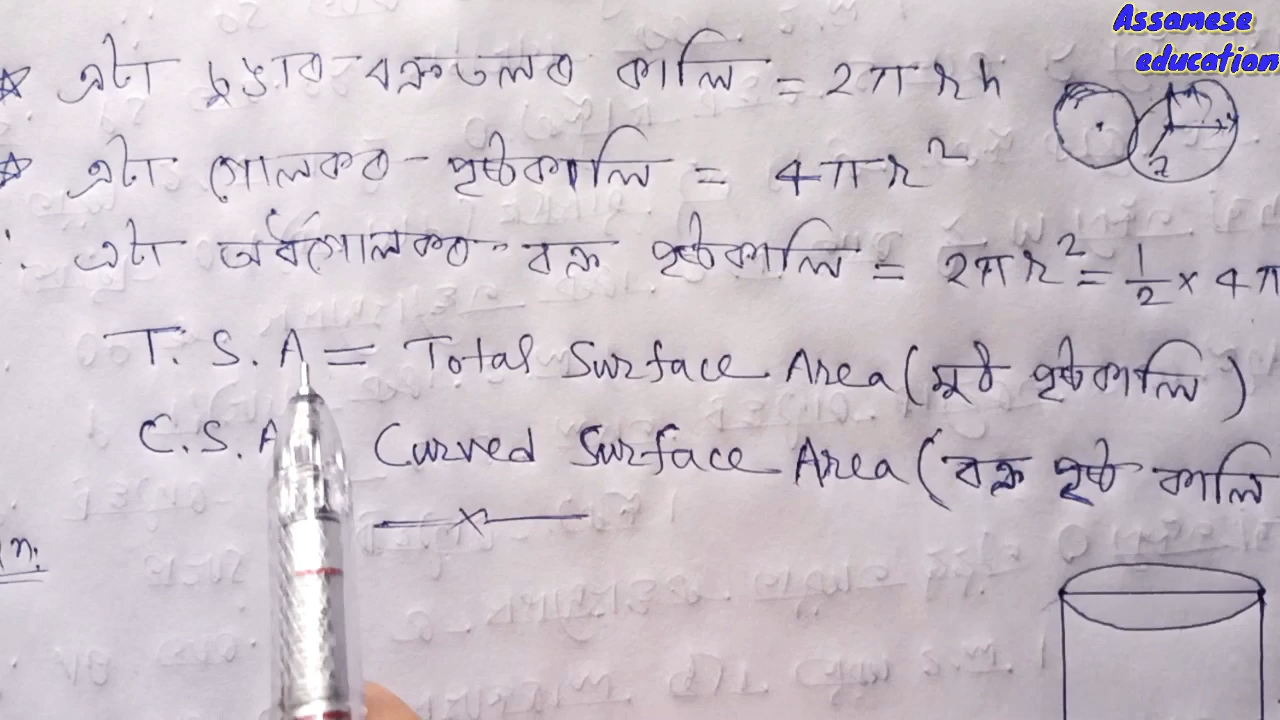 Assamese
education
☆ এটা চুঙাৰ বক্ৰতলৰ কালি = 2πrh
☆ এটা গোলকৰ পৃষ্ঠকালি = 4πr²
এটা অৰ্ধগোলকৰ বক্ৰ পৃষ্ঠকালি = 2πr² = 1/2 × 4π
T.S.A = Total Surface Area (মুঠ পৃষ্ঠকালি)
C.S.A Curved Surface Area (বক্ৰ পৃষ্ঠ কালি
n.